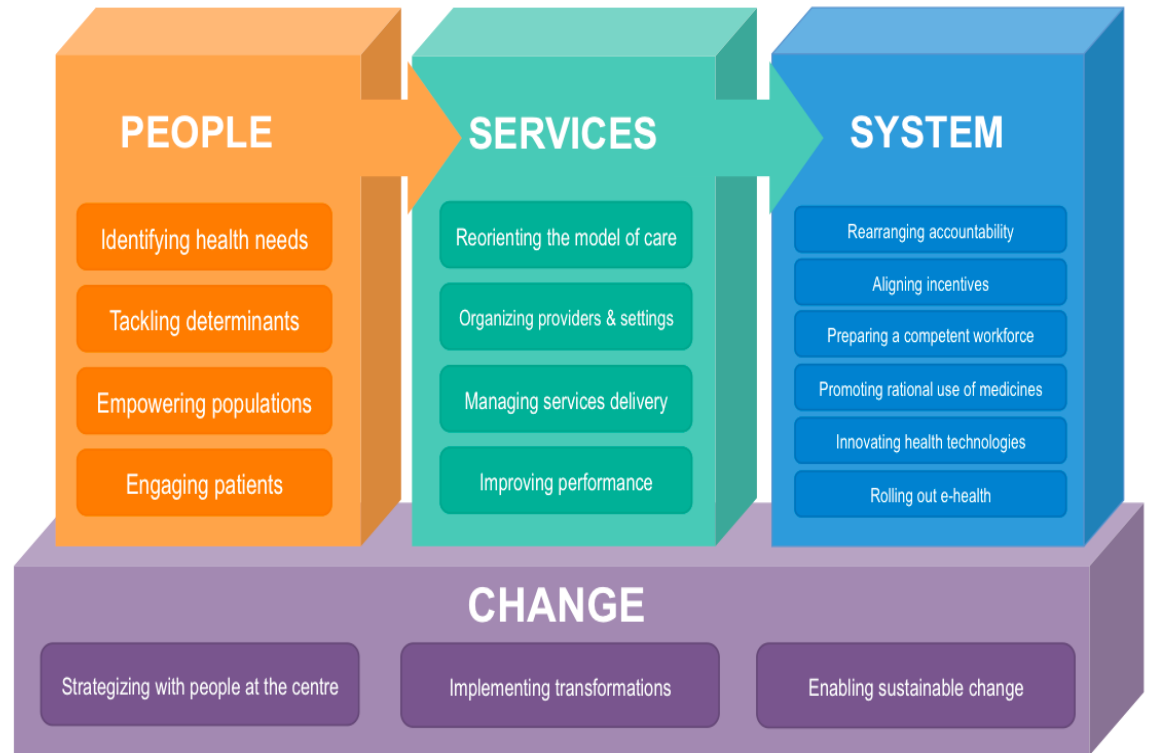 PEOPLE
Identifying health needs
Tackling determinants
Empowering populations
Engaging patients
SERVICES
Reorienting the model of care
Organizing providers & settings
Managing services delivery
Improving performance
SYSTEM
Rearranging accountability
Aligning incentives
Preparing a competent workforce
Promoting rational use of medicines
Innovating health technologies
Rolling out e-health
CHANGE
Strategizing with people at the centre
Implementing transformations
Enabling sustainable change